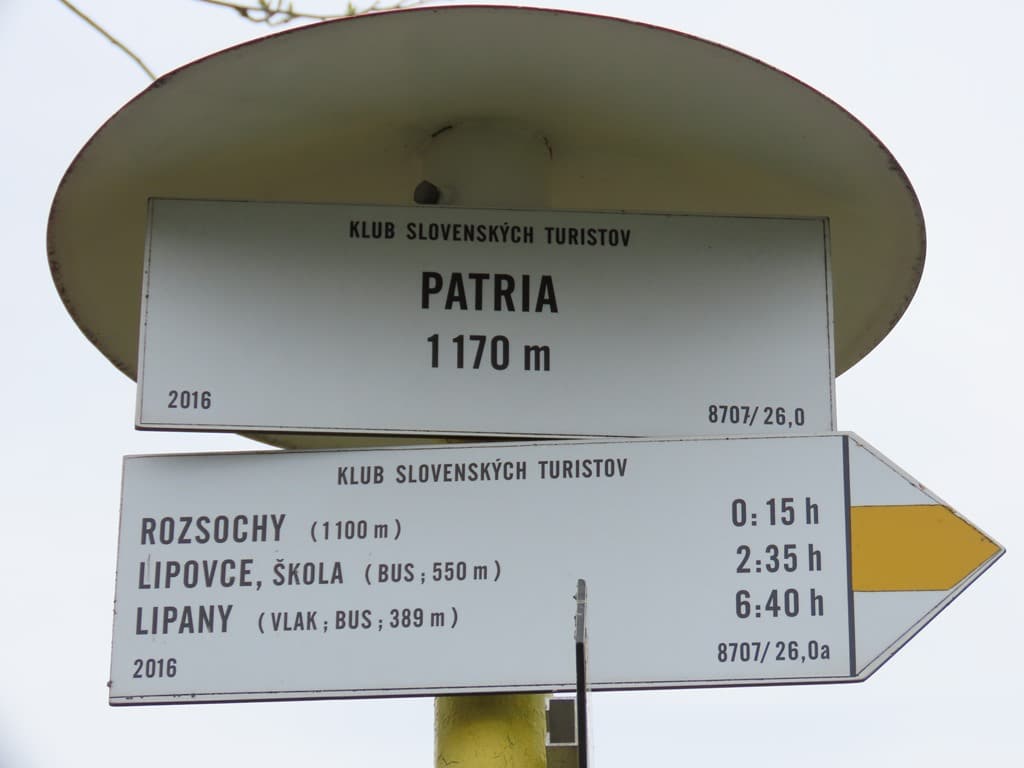 KLUB SLOVENSKÝCH TURISTOV
PATRIA
1170 m
2016 8707/26,0
KLUB SLOVENSKÝCH TURISTOV
ROZSOCHY (1100 m) 0:15 h
LIPOVCE, ŠKOLA (BUS; 550 m) 2:35 h
LIPANY (VLAK; BUS; 389 m) 6:40 h
2016 8707/26,0a